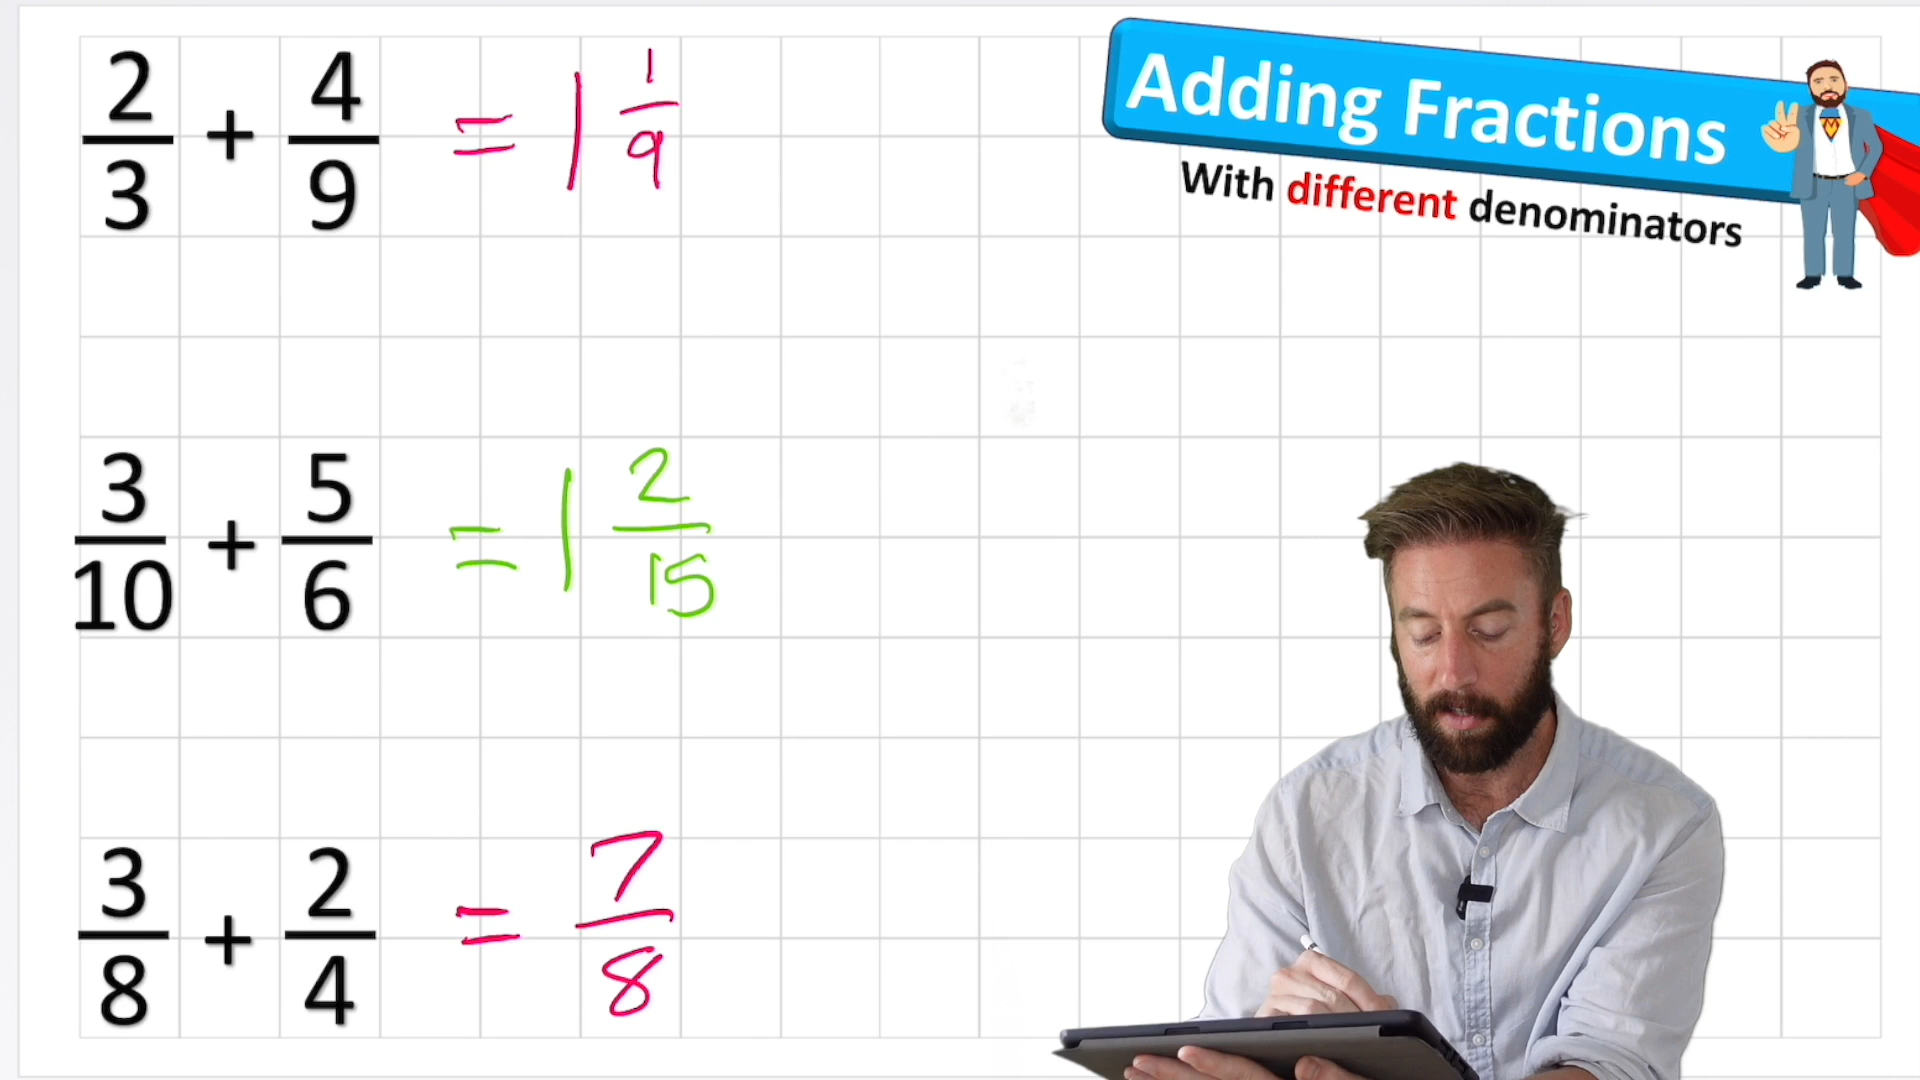 2/3 + 4/9 = 1 1/9
Adding Fractions
With different denominators
3/10 + 5/6 = 1 2/15
3/8 + 2/4 = 7/8